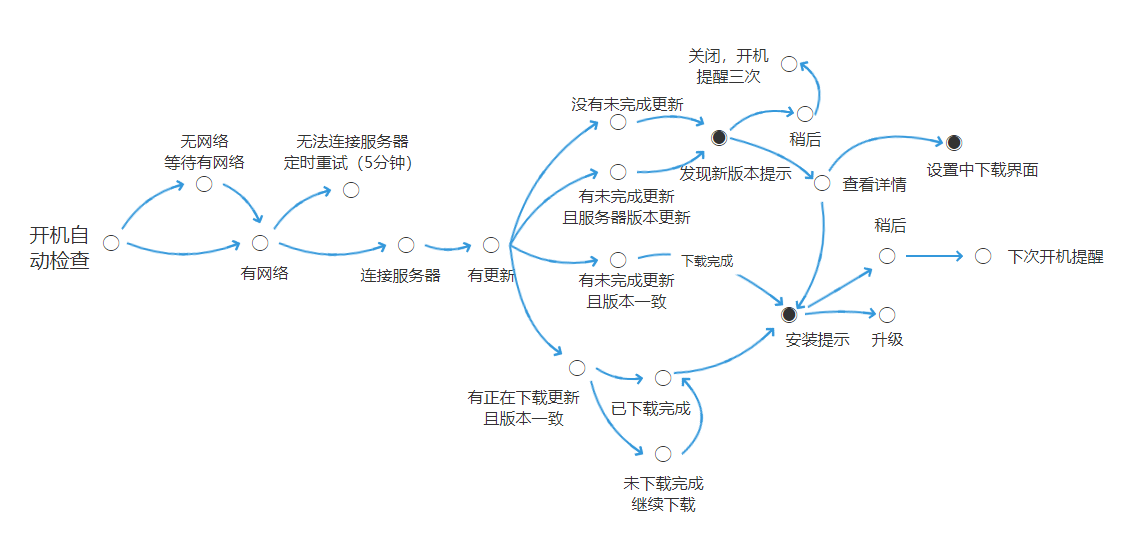 关闭，开机
提醒三次
没有未完成更新
无网络
等待有网络
无法连接服务器
定时重试（5分钟）
稍后
发现新版本提示
设置中下载界面
查看详情
有未完成更新
且服务器版本更新
开机自
动检查
稍后
有网络
连接服务器
有更新
下载完成
下次开机提醒
有未完成更新
且版本一致
安装提示
升级
有正在下载更新
且版本一致
已下载完成
未下载完成
继续下载